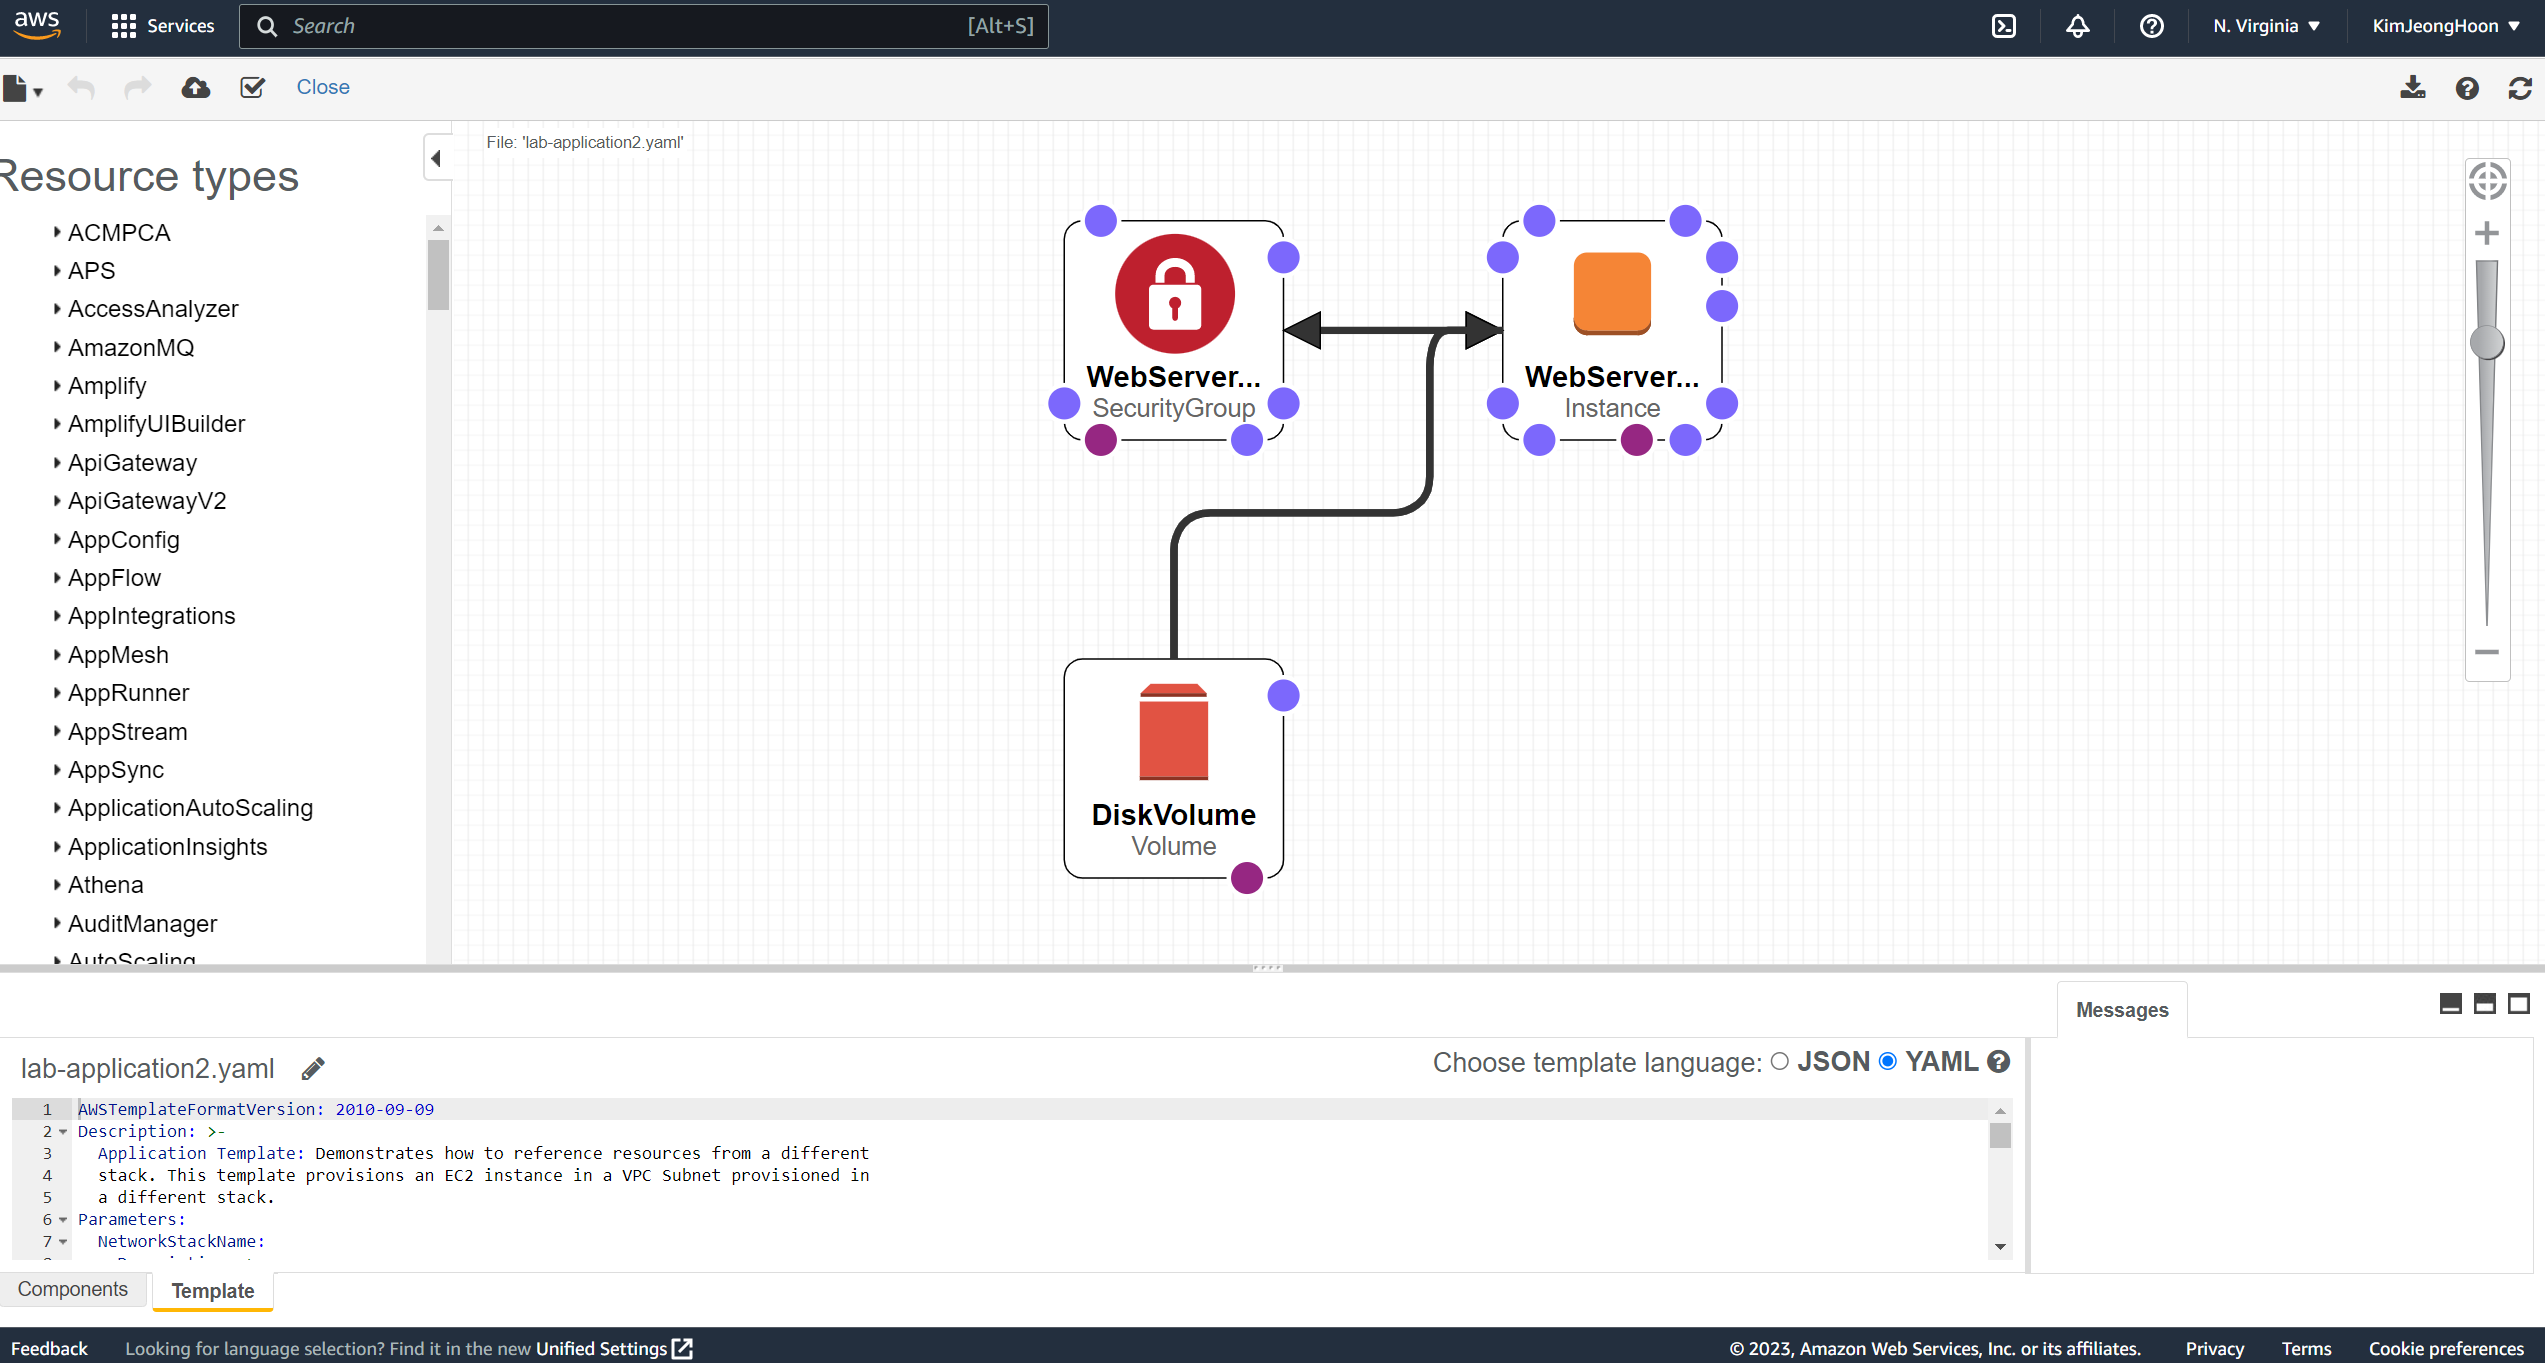 aws
Services
Search
[Alt+S]
N. Virginia
KimJeongHoon
Close
File: 'lab-application2.yaml'
Resource types
ACMPCA
APS
AccessAnalyzer
AmazonMQ
Amplify
AmplifyUIBuilder
ApiGateway
ApiGatewayV2
AppConfig
AppFlow
AppIntegrations
AppMesh
AppRunner
AppStream
AppSync
ApplicationAutoScaling
ApplicationInsights
Athena
AuditManager
AutoScaling
WebServer...
SecurityGroup
WebServer...
Instance
DiskVolume
Volume
Messages
lab-application2.yaml
Choose template language: JSON YAML
1 AWSTemplateFormatVersion: 2010-09-09
2 Description: >-
3 Application Template: Demonstrates how to reference resources from a different
4 stack. This template provisions an EC2 instance in a VPC Subnet provisioned in
5 a different stack.
6 Parameters:
7 NetworkStackName:
Components
Template
Feedback
Looking for language selection? Find it in the new Unified Settings
© 2023, Amazon Web Services, Inc. or its affiliates.
Privacy
Terms
Cookie preferences